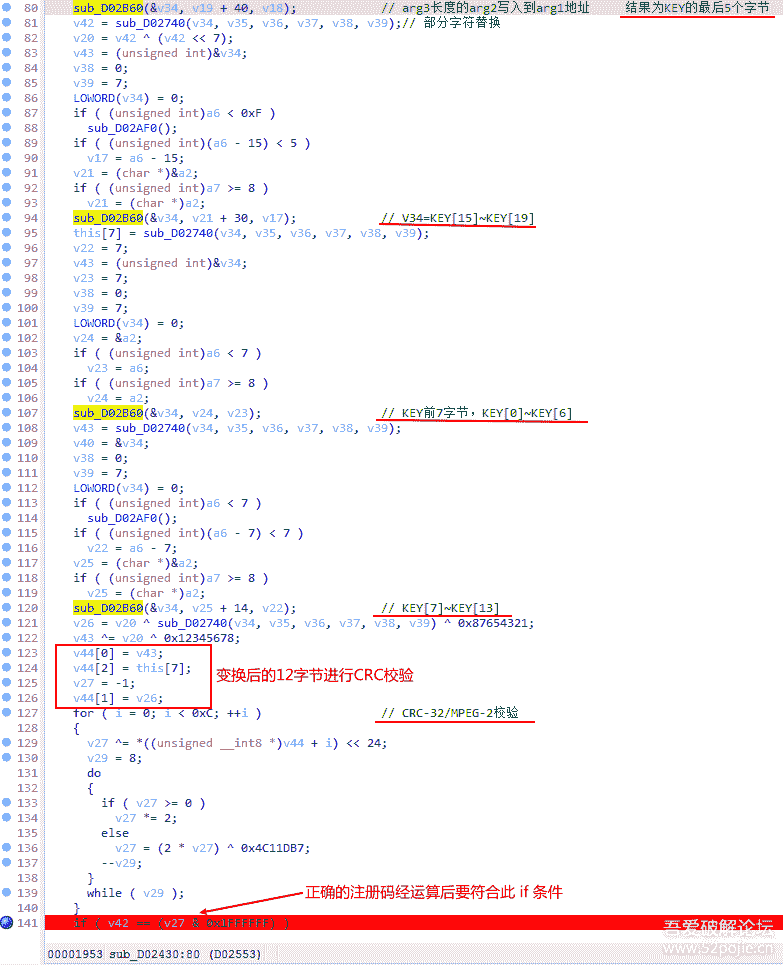 80 sub_D02B60(&v34, v19 + 40, v18); // arg3长度的arg2写入到arg1地址 结果为KEY的最后5个字节
81 v42 = sub_D02740(v34, v35, v36, v37, v38, v39);// 部分字符替换
82 v20 = v42 ^ (v42 << 7);
83 v43 = (unsigned int)&v34;
84 v38 = 0;
85 v39 = 7;
86 LOWORD(v34) = 0;
87 if ( (unsigned int)a6 < 0xF )
88 sub_D02AF0();
89 if ( (unsigned int)(a6 - 15) < 5 )
90 v17 = a6 - 15;
91 v21 = (char *)&a2;
92 if ( (unsigned int)a7 >= 8 )
93 v21 = (char *)a2;
94 sub_D02B60(&v34, v21 + 30, v17); // V34=KEY[15]~KEY[19]
95 this[7] = sub_D02740(v34, v35, v36, v37, v38, v39);
96 v22 = 7;
97 v43 = (unsigned int)&v34;
98 v23 = 7;
99 v38 = 0;
100 v39 = 7;
101 LOWORD(v34) = 0;
102 v24 = &a2;
103 if ( (unsigned int)a6 < 7 )
104 v23 = a6;
105 if ( (unsigned int)a7 >= 8 )
106 v24 = a2;
107 sub_D02B60(&v34, v24, v23); // KEY前7字节，KEY[0]~KEY[6]
108 v43 = sub_D02740(v34, v35, v36, v37, v38, v39);
109 v40 = &v34;
110 v38 = 0;
111 v39 = 7;
112 LOWORD(v34) = 0;
113 if ( (unsigned int)a6 < 7 )
114 sub_D02AF0();
115 if ( (unsigned int)(a6 - 7) < 7 )
116 v22 = a6 - 7;
117 v25 = (char *)&a2;
118 if ( (unsigned int)a7 >= 8 )
119 v25 = (char *)a2;
120 sub_D02B60(&v34, v25 + 14, v22); // KEY[7]~KEY[13]
121 v26 = v20 ^ sub_D02740(v34, v35, v36, v37, v38, v39) ^ 0x87654321;
122 v43 ^= v20 ^ 0x12345678;
123 v44[0] = v43;
124 v44[2] = this[7];
变换后的12字节进行CRC校验
125 v27 = -1;
126 v44[1] = v26;
127 for ( i = 0; i < 0xC; ++i ) // CRC-32/MPEG-2校验
128 {
129 v27 ^= *((unsigned __int8 *)v44 + i) << 24;
130 v29 = 8;
131 do
132 {
133 if ( v27 >= 0 )
134 v27 *= 2;
135 else
136 v27 = (2 * v27) ^ 0x4C11DB7;
137 --v29;
138 }
139 while ( v29 );
正确的注册码经运算后要符合此 if 条件
140 }
141 if ( v42 == (v27 & 0x1FFFFFF) )
吾爱破解论坛
www.52pojie.cn
00001953 sub_D02430:80 (D02553)